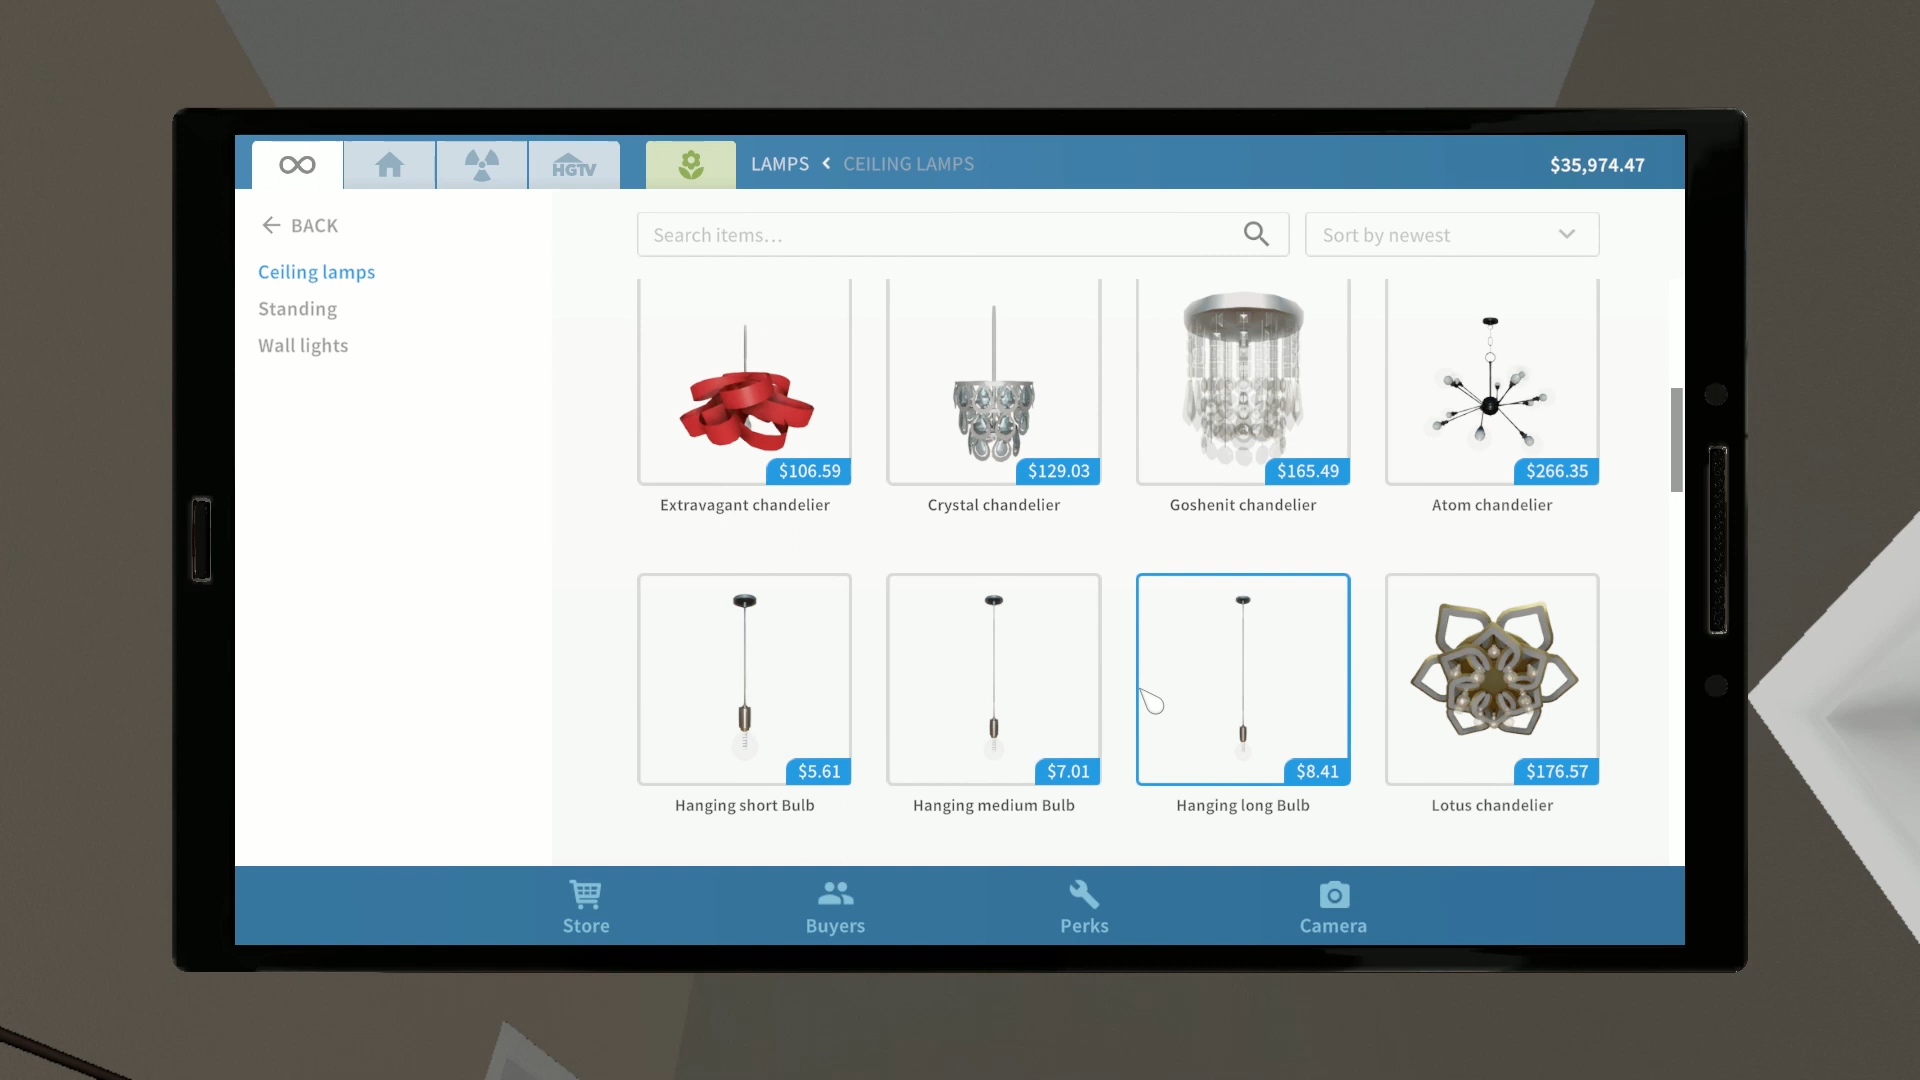 HGTV
LAMPS CEILING LAMPS
$35,974.47
BACK
Ceiling lamps
Standing
Wall lights
Search items...
Sort by newest
$106.59
$129.03
$165.49
$266.35
Extravagant chandelier
Crystal chandelier
Goshenit chandelier
Atom chandelier
$5.61
$7.01
$8.41
$176.57
Hanging short Bulb
Hanging medium Bulb
Hanging long Bulb
Lotus chandelier
Store
Buyers
Perks
Camera